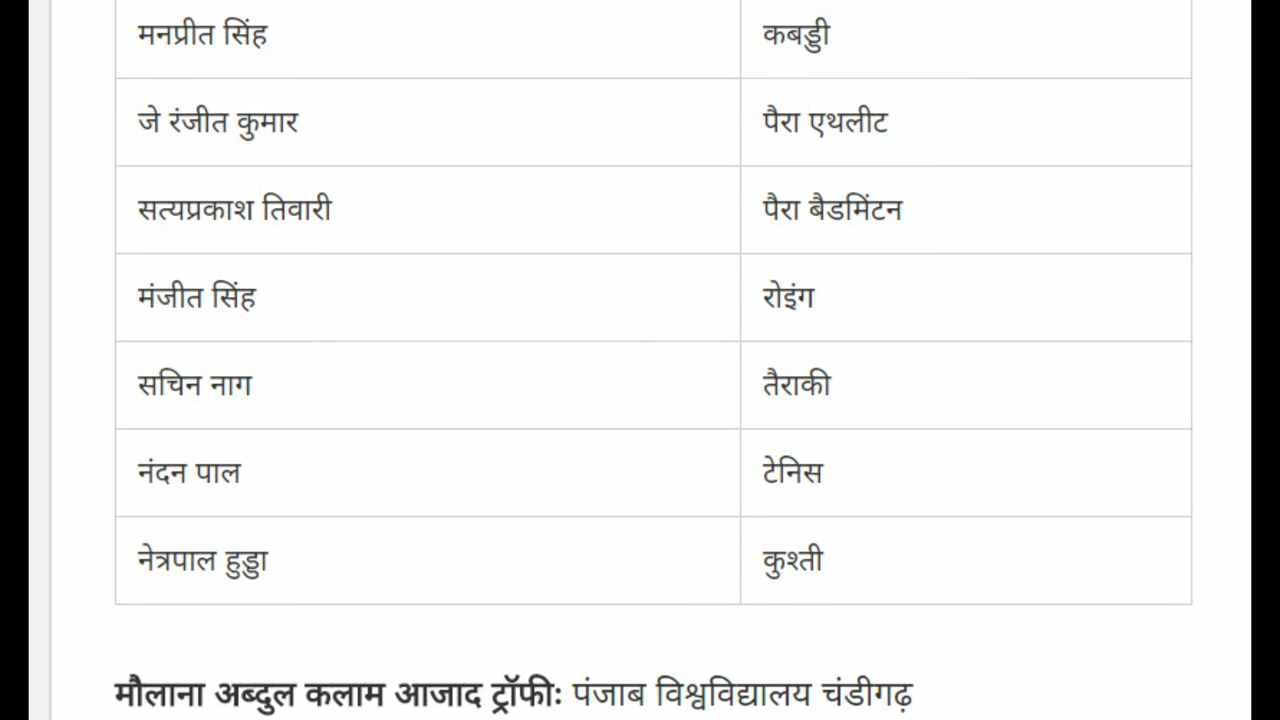 मनप्रीत सिंह कबड्डी
जे रंजीत कुमार पैरा एथलीट
सत्यप्रकाश तिवारी पैरा बैडमिंटन
मंजीत सिंह रोइंग
सचिन नाग तैराकी
नंदन पाल टेनिस
नेत्रपाल हुड्डा कुश्ती
मौलाना अब्दुल कलाम आजाद ट्रॉफी: पंजाब विश्वविद्यालय चंडीगढ़